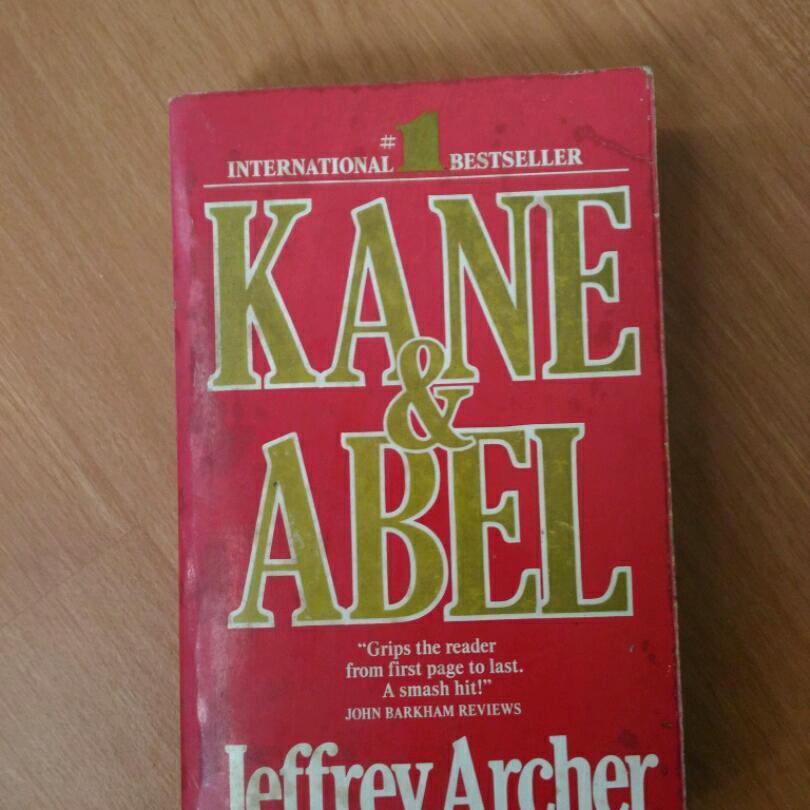 INTERNATIONAL #1 BESTSELLER
KANE
&
ABEL
“Grips the reader
from first page to last.
A smash hit!”
JOHN BARKHAM REVIEWS
Jeffrey Archer